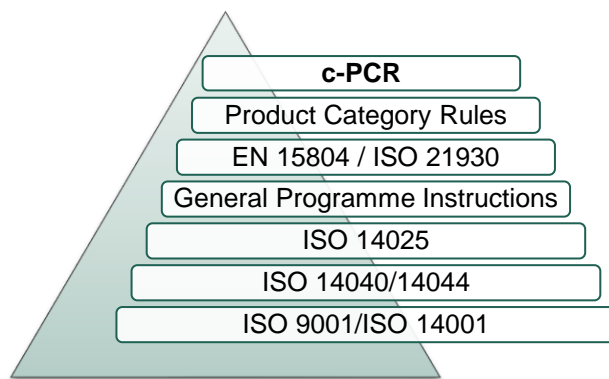 c-PCR
Product Category Rules
EN 15804 / ISO 21930
General Programme Instructions
ISO 14025
ISO 14040/14044
ISO 9001/ISO 14001